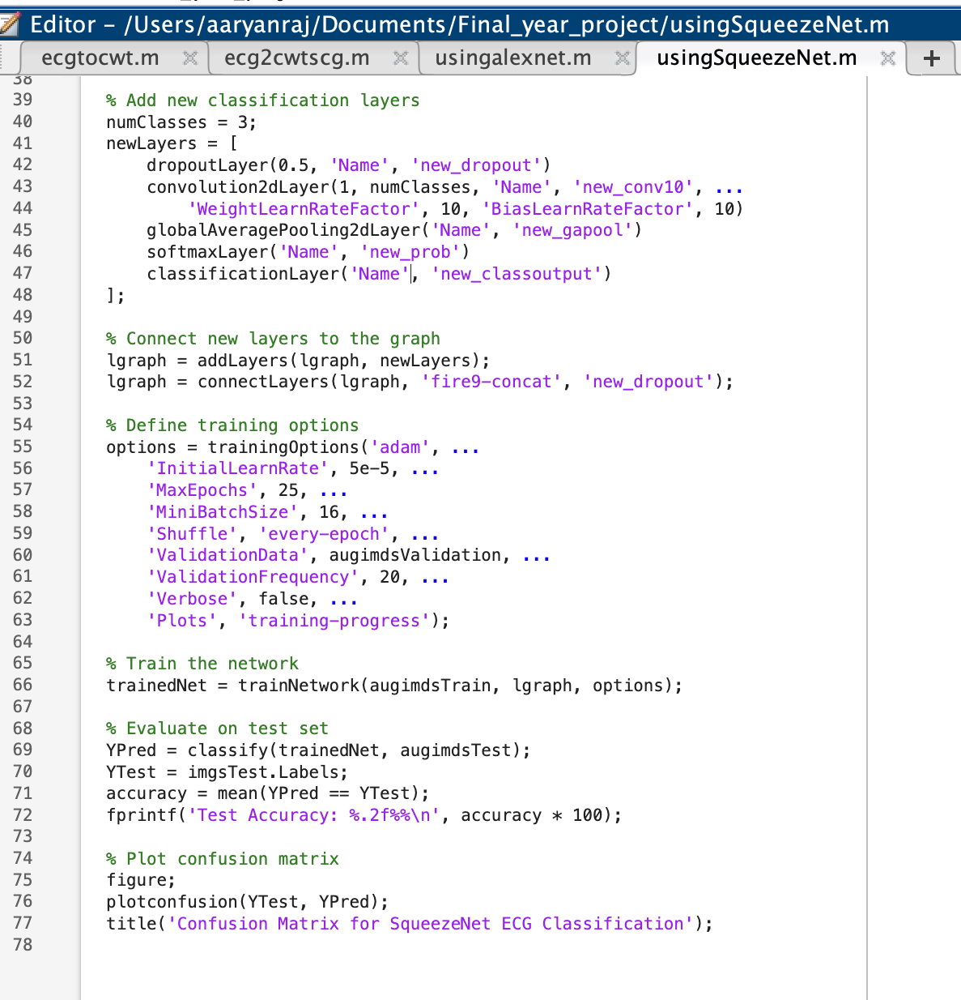 Editor – /Users/aaryanraj/Documents/Final_year_project/usingSqueezeNet.m
ecgtocwt.m ecg2cwtscg.m usingalexnet.m usingSqueezeNet.m +
38
39 % Add new classification layers
40 numClasses = 3;
41 newLayers = [
42 dropoutLayer(0.5, 'Name', 'new_dropout')
43 convolution2dLayer(1, numClasses, 'Name', 'new_conv10', ...
44 'WeightLearnRateFactor', 10, 'BiasLearnRateFactor', 10)
45 globalAveragePooling2dLayer('Name', 'new_gapool')
46 softmaxLayer('Name', 'new_prob')
47 classificationLayer('Name', 'new_classoutput')
48 ];
49
50 % Connect new layers to the graph
51 lgraph = addLayers(lgraph, newLayers);
52 lgraph = connectLayers(lgraph, 'fire9-concat', 'new_dropout');
53
54 % Define training options
55 options = trainingOptions('adam', ...
56 'InitialLearnRate', 5e-5, ...
57 'MaxEpochs', 25, ...
58 'MiniBatchSize', 16, ...
59 'Shuffle', 'every-epoch', ...
60 'ValidationData', augimdsValidation, ...
61 'ValidationFrequency', 20, ...
62 'Verbose', false, ...
63 'Plots', 'training-progress');
64
65 % Train the network
66 trainedNet = trainNetwork(augimdsTrain, lgraph, options);
67
68 % Evaluate on test set
69 YPred = classify(trainedNet, augimdsTest);
70 YTest = imgsTest.Labels;
71 accuracy = mean(YPred == YTest);
72 fprintf('Test Accuracy: %.2f%%\n', accuracy * 100);
73
74 % Plot confusion matrix
75 figure;
76 plotconfusion(YTest, YPred);
77 title('Confusion Matrix for SqueezeNet ECG Classification');
78